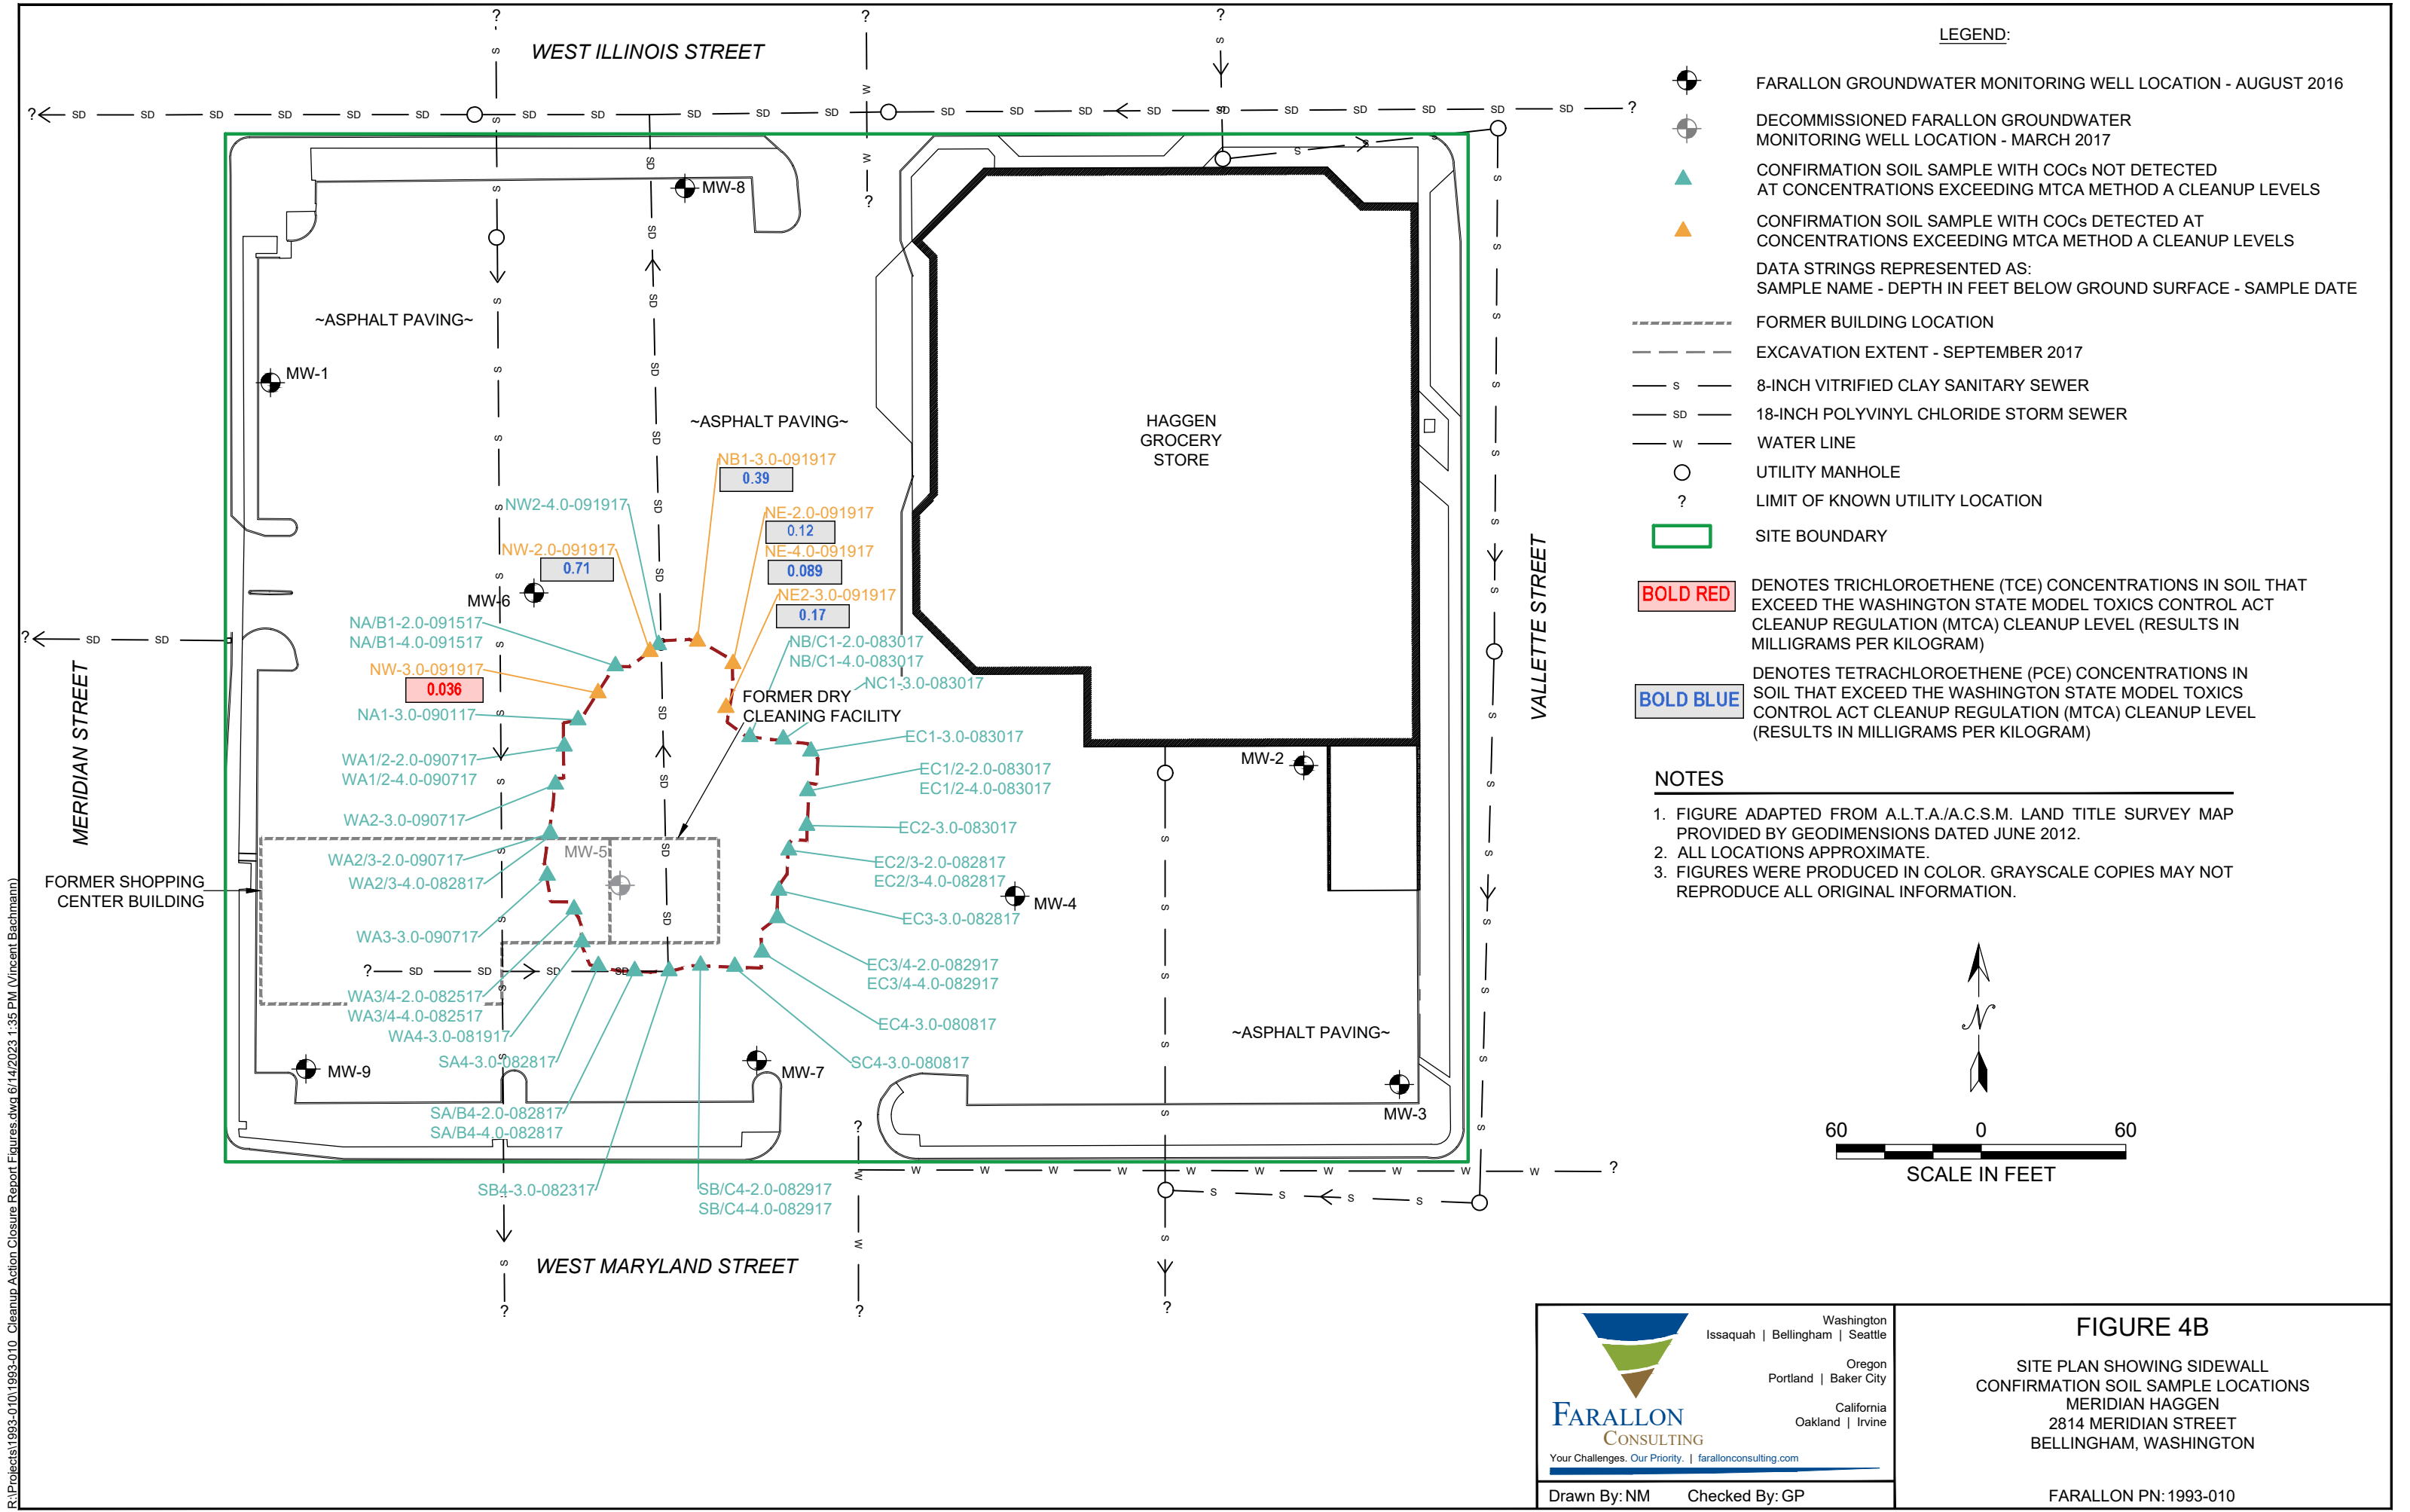 WEST ILLINOIS STREET
MW-8
~ASPHALT PAVING~
MW-1
~ASPHALT PAVING~
HAGGEN
GROCERY
STORE
NB1-3.0-091917
0.39
NW2-4.0-091917
NE-2.0-091917
0.12
NW-2.0-091917
0.71
NE-4.0-091917
0.089
NE2-3.0-091917
0.17
MW-6
NA/B1-2.0-091517
NA/B1-4.0-091517
NB/C1-2.0-083017
NB/C1-4.0-083017
NW-3.0-091917
0.036
NC1-3.0-083017
FORMER DRY
CLEANING FACILITY
NA1-3.0-090117
EC1-3.0-083017
WA1/2-2.0-090717
WA1/2-4.0-090717
EC1/2-2.0-083017
EC1/2-4.0-083017
MW-2
WA2-3.0-090717
EC2-3.0-083017
WA2/3-2.0-090717
WA2/3-4.0-082817
MW-5
EC2/3-2.0-082817
EC2/3-4.0-082817
FORMER SHOPPING
CENTER BUILDING
MW-4
EC3-3.0-082817
WA3-3.0-090717
EC3/4-2.0-082917
EC3/4-4.0-082917
WA3/4-2.0-082517
WA3/4-4.0-082517
WA4-3.0-081917
EC4-3.0-080817
~ASPHALT PAVING~
SA4-3.0-082817
SC4-3.0-080817
MW-9
MW-7
MW-3
SA/B4-2.0-082817
SA/B4-4.0-082817
SB4-3.0-082317
SB/C4-2.0-082917
SB/C4-4.0-082917
WEST MARYLAND STREET
MERIDIAN STREET
VALLETTE STREET
LEGEND:
FARALLON GROUNDWATER MONITORING WELL LOCATION - AUGUST 2016
DECOMMISSIONED FARALLON GROUNDWATER
MONITORING WELL LOCATION - MARCH 2017
CONFIRMATION SOIL SAMPLE WITH COCs NOT DETECTED
AT CONCENTRATIONS EXCEEDING MTCA METHOD A CLEANUP LEVELS
CONFIRMATION SOIL SAMPLE WITH COCs DETECTED AT
CONCENTRATIONS EXCEEDING MTCA METHOD A CLEANUP LEVELS
DATA STRINGS REPRESENTED AS:
SAMPLE NAME - DEPTH IN FEET BELOW GROUND SURFACE - SAMPLE DATE
FORMER BUILDING LOCATION
EXCAVATION EXTENT - SEPTEMBER 2017
S 8-INCH VITRIFIED CLAY SANITARY SEWER
SD 18-INCH POLYVINYL CHLORIDE STORM SEWER
W WATER LINE
UTILITY MANHOLE
? LIMIT OF KNOWN UTILITY LOCATION
SITE BOUNDARY
BOLD RED
DENOTES TRICHLOROETHENE (TCE) CONCENTRATIONS IN SOIL THAT
EXCEED THE WASHINGTON STATE MODEL TOXICS CONTROL ACT
CLEANUP REGULATION (MTCA) CLEANUP LEVEL (RESULTS IN
MILLIGRAMS PER KILOGRAM)
BOLD BLUE
DENOTES TETRACHLOROETHENE (PCE) CONCENTRATIONS IN
SOIL THAT EXCEED THE WASHINGTON STATE MODEL TOXICS
CONTROL ACT CLEANUP REGULATION (MTCA) CLEANUP LEVEL
(RESULTS IN MILLIGRAMS PER KILOGRAM)
NOTES
1. FIGURE ADAPTED FROM A.L.T.A./A.C.S.M. LAND TITLE SURVEY MAP
PROVIDED BY GEODIMENSIONS DATED JUNE 2012.
2. ALL LOCATIONS APPROXIMATE.
3. FIGURES WERE PRODUCED IN COLOR. GRAYSCALE COPIES MAY NOT
REPRODUCE ALL ORIGINAL INFORMATION.
N
60 0 60
SCALE IN FEET
Washington
Issaquah | Bellingham | Seattle
Oregon
Portland | Baker City
California
Oakland | Irvine
FARALLON
CONSULTING
Your Challenges. Our Priority. | farallonconsulting.com
Drawn By: NM Checked By: GP
FIGURE 4B
SITE PLAN SHOWING SIDEWALL
CONFIRMATION SOIL SAMPLE LOCATIONS
MERIDIAN HAGGEN
2814 MERIDIAN STREET
BELLINGHAM, WASHINGTON
FARALLON PN: 1993-010
R:\Projects\1993-010\1993-010 Cleanup Action Closure Report Figures.dwg 6/14/2023 1:35 PM (Vincent Bachmann)